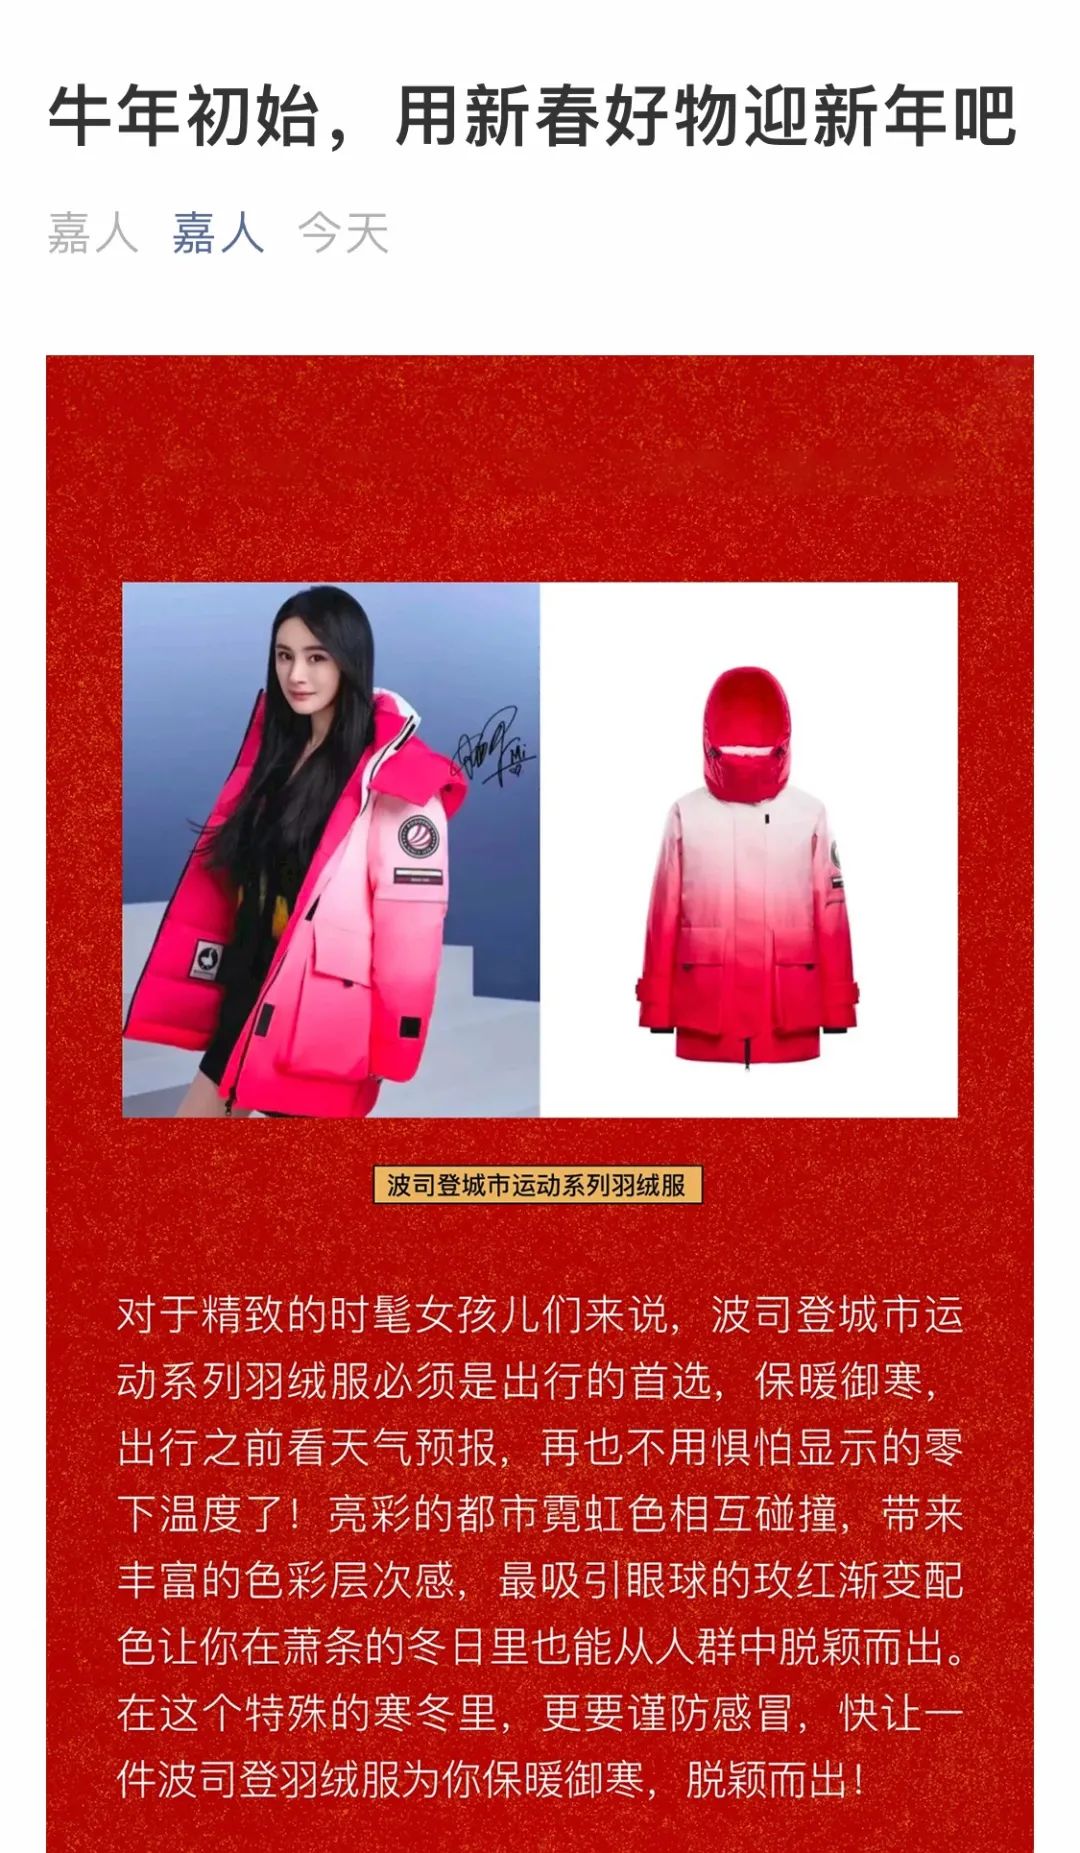 牛年初始，用新春好物迎新年吧
嘉人 嘉人 今天
Mi
波司登城市运动系列羽绒服
对于精致的时髦女孩儿们来说，波司登城市运
动系列羽绒服必须是出行的首选，保暖御寒，
出行之前看天气预报，再也不用惧怕显示的零
下温度了！亮彩的都市霓虹色相互碰撞，带来
丰富的色彩层次感，最吸引眼球的玫红渐变配
色让你在萧条的冬日里也能从人群中脱颖而出。
在这个特殊的寒冬里，更要谨防感冒，快让一
件波司登羽绒服为你保暖御寒，脱颖而出！